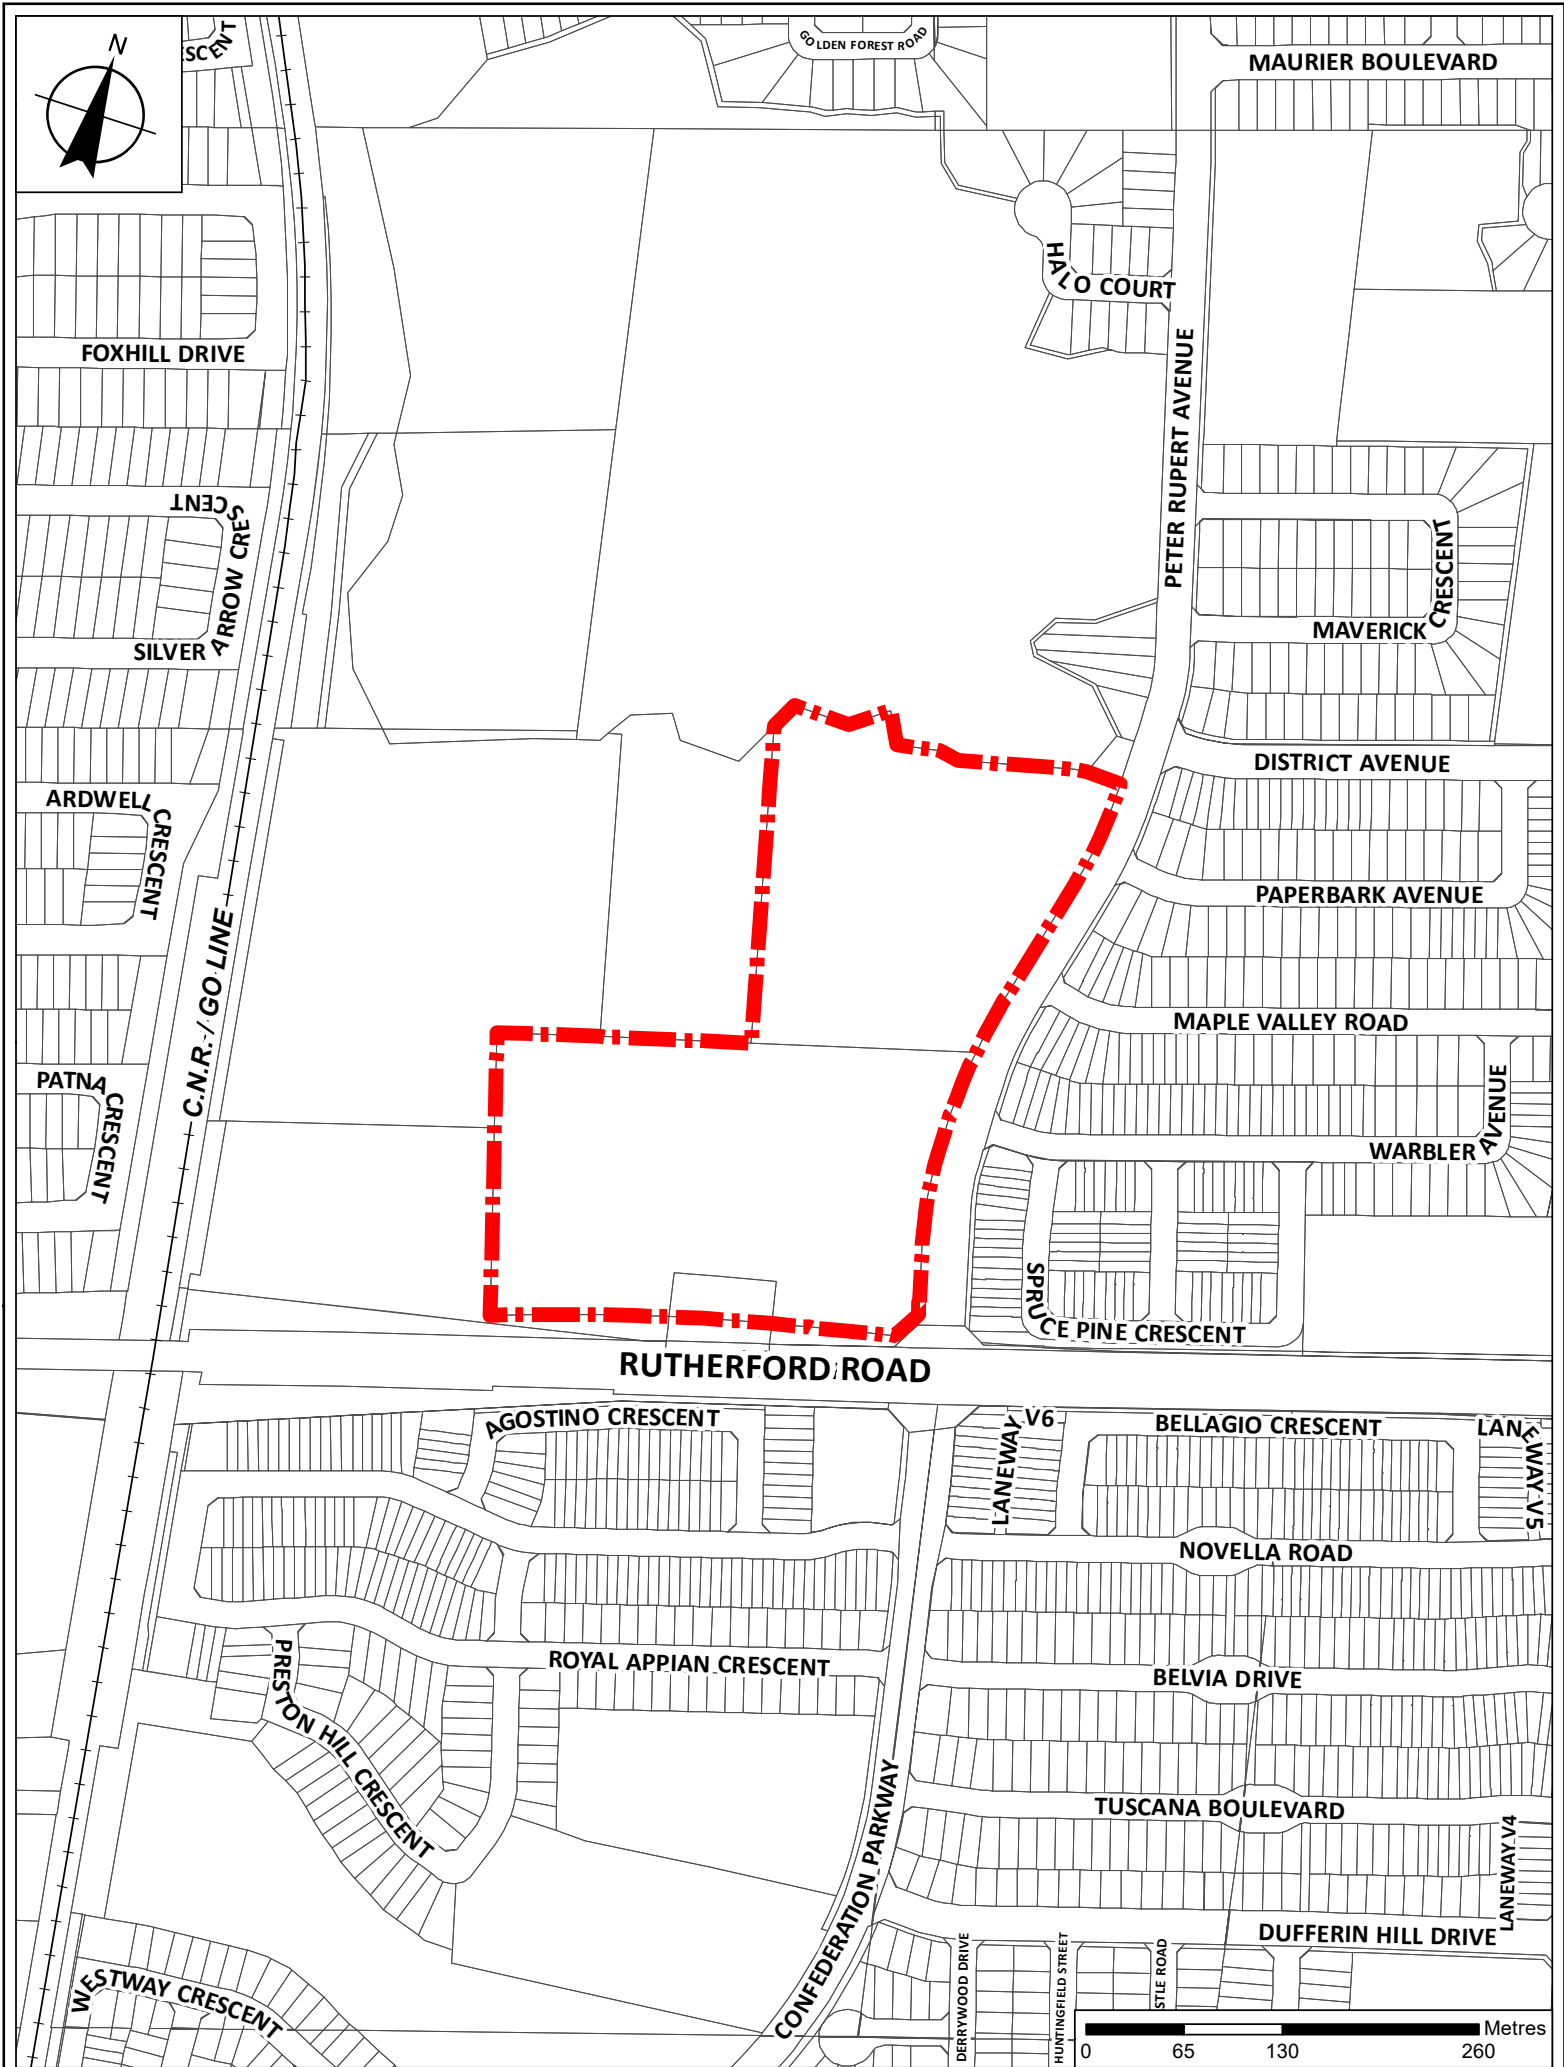 N
SCENT
GOLDEN FOREST ROAD
MAURIER BOULEVARD
HALO COURT
FOXHILL DRIVE
PETER RUPERT AVENUE
SILVER ARROW CRESCENT
MAVERICK CRESCENT
DISTRICT AVENUE
ARDWELL CRESCENT
PAPERBARK AVENUE
C.N.R. / GO LINE
MAPLE VALLEY ROAD
PATNA CRESCENT
WARBLER AVENUE
SPRUCE PINE CRESCENT
RUTHERFORD ROAD
AGOSTINO CRESCENT
LANEWAY V6
BELLAGIO CRESCENT
LANEWAY V5
NOVELLA ROAD
ROYAL APPIAN CRESCENT
BELVIA DRIVE
PRESTON HILL CRESCENT
TUSCANA BOULEVARD
CONFEDERATION PARKWAY
LANEWAY V4
DUFFERIN HILL DRIVE
DERRYWOOD DRIVE
HUNTINGFIELD STREET
STLE ROAD
WESTWAY CRESCENT
Metres
0 65 130 260